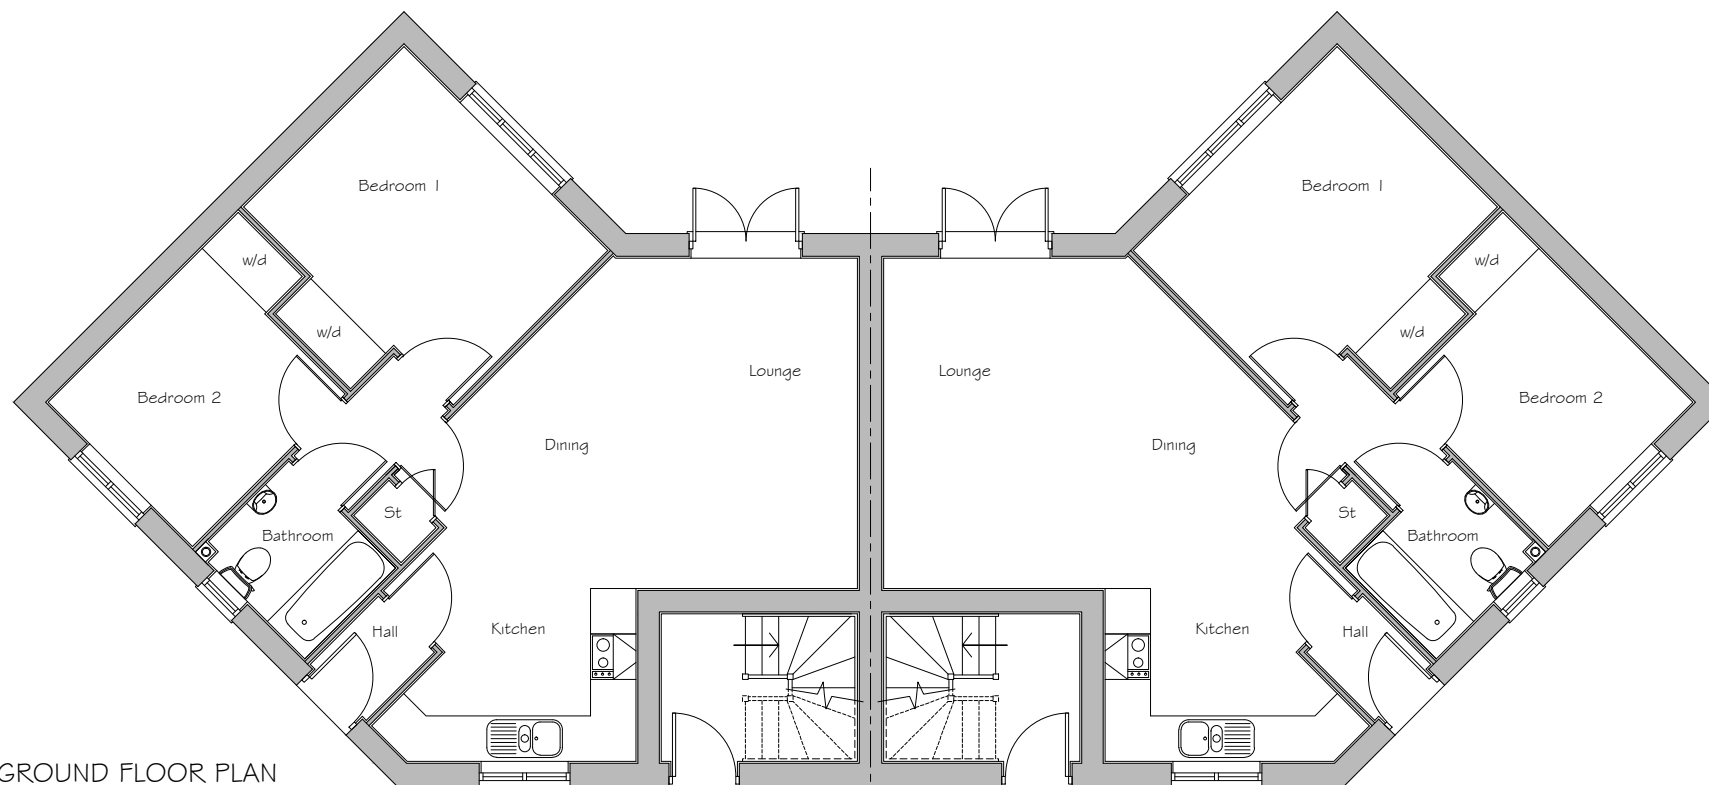 Bedroom 1
Bedroom 1
w/d
w/d
w/d
w/d
Lounge
Lounge
Bedroom 2
Bedroom 2
Dining
Dining
St
St
Bathroom
Bathroom
Hall
Kitchen
Kitchen
Hall
GROUND FLOOR PLAN